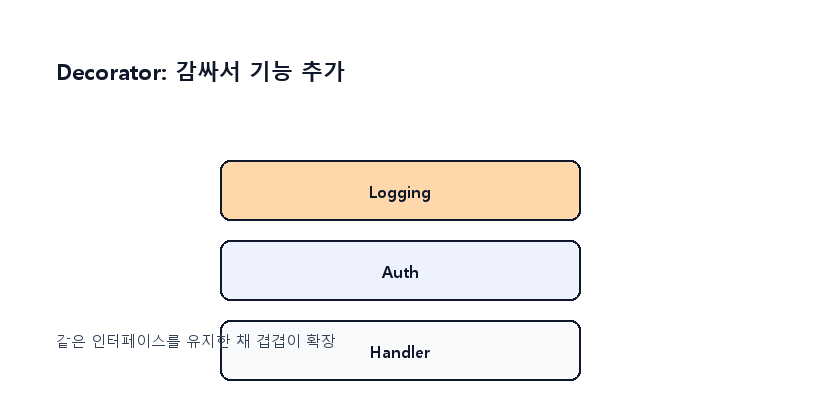 Decorator: 감싸서 기능 추가
Logging
Auth
같은 인터페이스를 유지한 채 겹겹이 확장
Handler